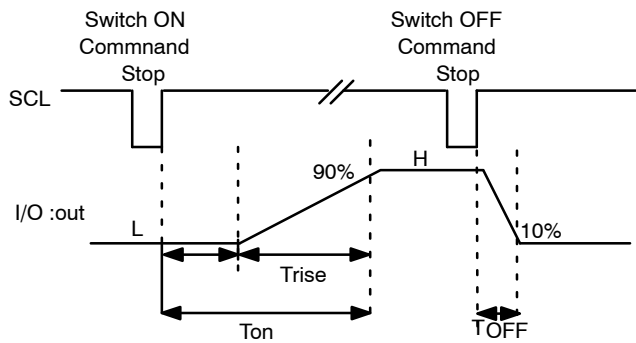 Switch ON
Commnand
Stop
Switch OFF
Command
Stop
SCL
90%
H
I/O :out
L
10%
Trise
Ton
TOFF